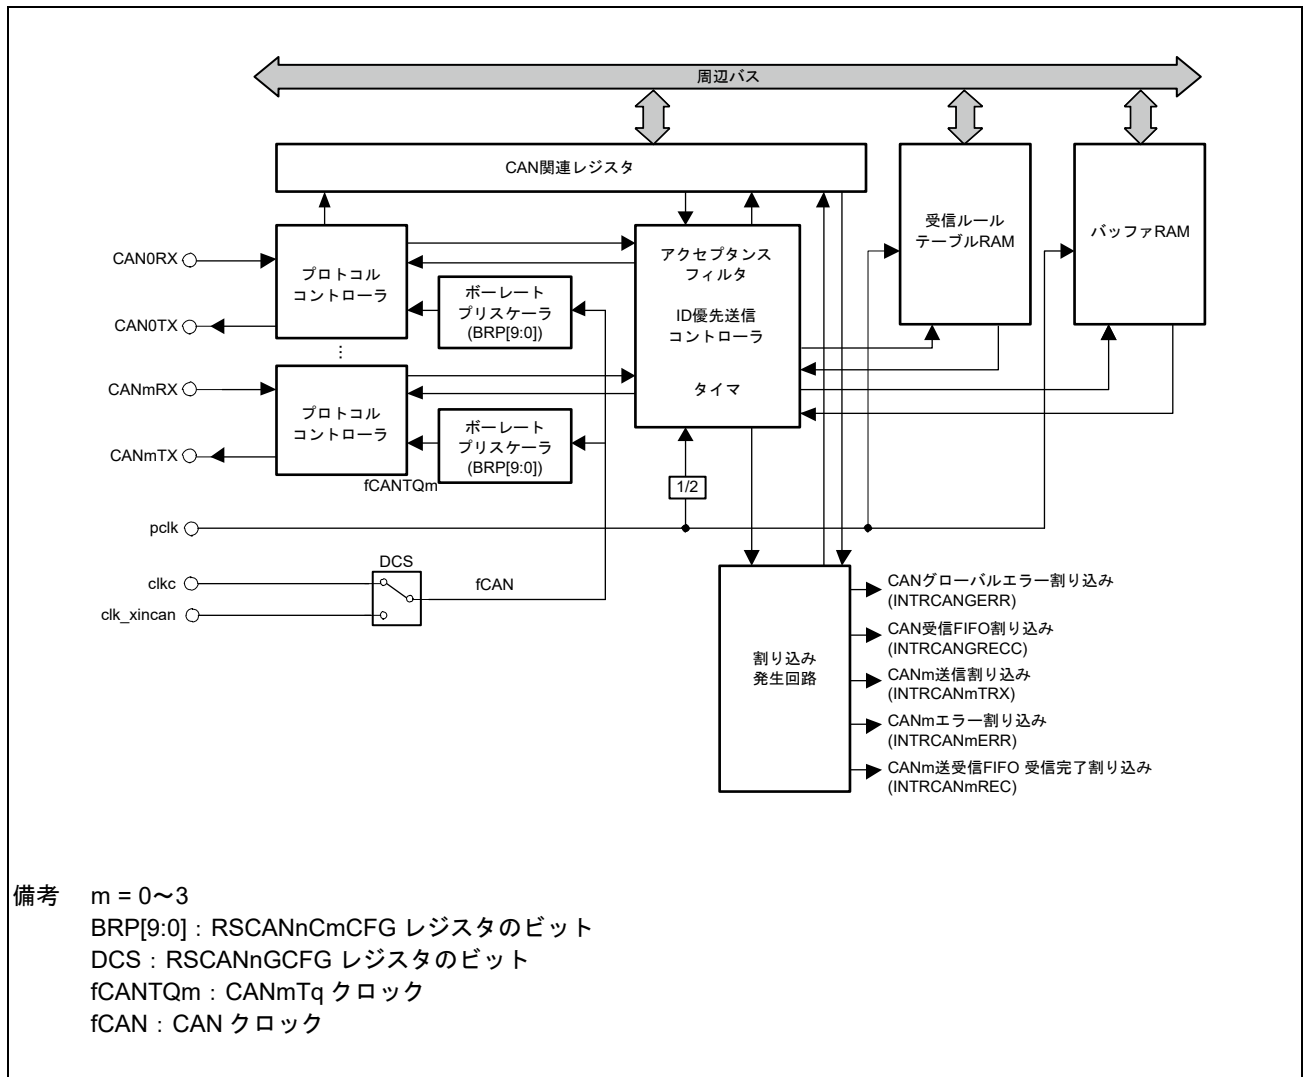 周辺バス
CAN関連レジスタ
受信ルール
テーブルRAM
バッファRAM
CAN0RX
CAN0TX
プロトコル
コントローラ
ボーレート
プリスケーラ
(BRP[9:0])
アクセプタンス
フィルタ
ID優先送信
コントローラ
タイマ
…
CANmRX
CANmTX
プロトコル
コントローラ
ボーレート
プリスケーラ
(BRP[9:0])
fCANTQm
1/2
pclk
DCS
clkc
fCAN
clk_xincan
割り込み
発生回路
CANグローバルエラー割り込み
(INTRCANGERR)
CAN受信FIFO割り込み
(INTRCANGRECC)
CANm送信割り込み
(INTRCANmTRX)
CANmエラー割り込み
(INTRCANmERR)
CANm送受信FIFO 受信完了割り込み
(INTRCANmREC)
備考 m = 0～3
BRP[9:0]：RSCANnCmCFG レジスタのビット
DCS：RSCANnGCFG レジスタのビット
fCANTQm：CANmTq クロック
fCAN：CAN クロック